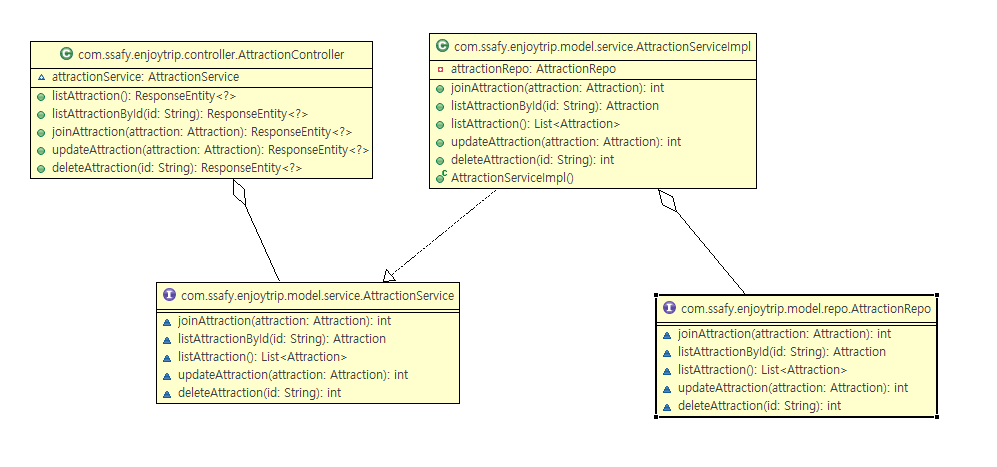 C com.ssafy.enjoytrip.controller.AttractionController
attractionService: AttractionService
listAttraction(): ResponseEntity<?>
listAttractionById(id: String): ResponseEntity<?>
joinAttraction(attraction: Attraction): ResponseEntity<?>
updateAttraction(attraction: Attraction): ResponseEntity<?>
deleteAttraction(id: String): ResponseEntity<?>
C com.ssafy.enjoytrip.model.service.AttractionServiceImpl
attractionRepo: AttractionRepo
joinAttraction(attraction: Attraction): int
listAttractionById(id: String): Attraction
listAttraction(): List<Attraction>
updateAttraction(attraction: Attraction): int
deleteAttraction(id: String): int
C AttractionServiceImpl()
I com.ssafy.enjoytrip.model.service.AttractionService
joinAttraction(attraction: Attraction): int
listAttractionById(id: String): Attraction
listAttraction(): List<Attraction>
updateAttraction(attraction: Attraction): int
deleteAttraction(id: String): int
I com.ssafy.enjoytrip.model.repo.AttractionRepo
joinAttraction(attraction: Attraction): int
listAttractionById(id: String): Attraction
listAttraction(): List<Attraction>
updateAttraction(attraction: Attraction): int
deleteAttraction(id: String): int